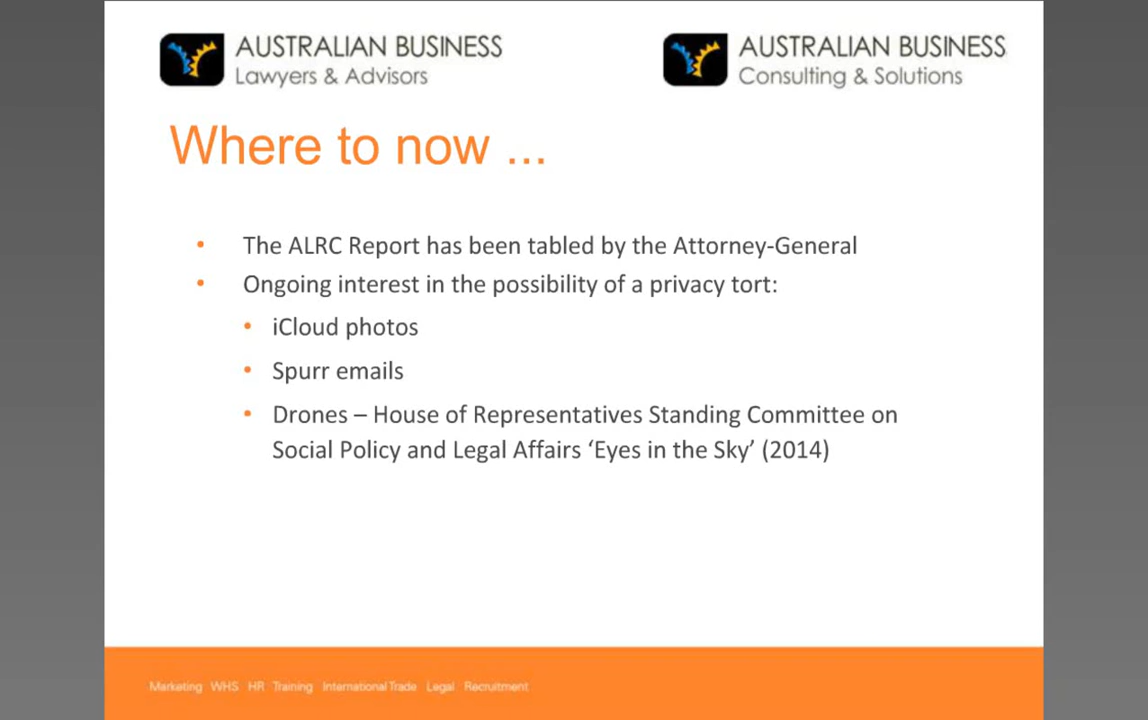 AUSTRALIAN BUSINESS
Lawyers & Advisors
AUSTRALIAN BUSINESS
Consulting & Solutions
Where to now ...
• The ALRC Report has been tabled by the Attorney-General
• Ongoing interest in the possibility of a privacy tort:
• iCloud photos
• Spurr emails
• Drones – House of Representatives Standing Committee on
Social Policy and Legal Affairs ‘Eyes in the Sky’ (2014)
Marketing WHS HR Training International Trade Legal Recruitment